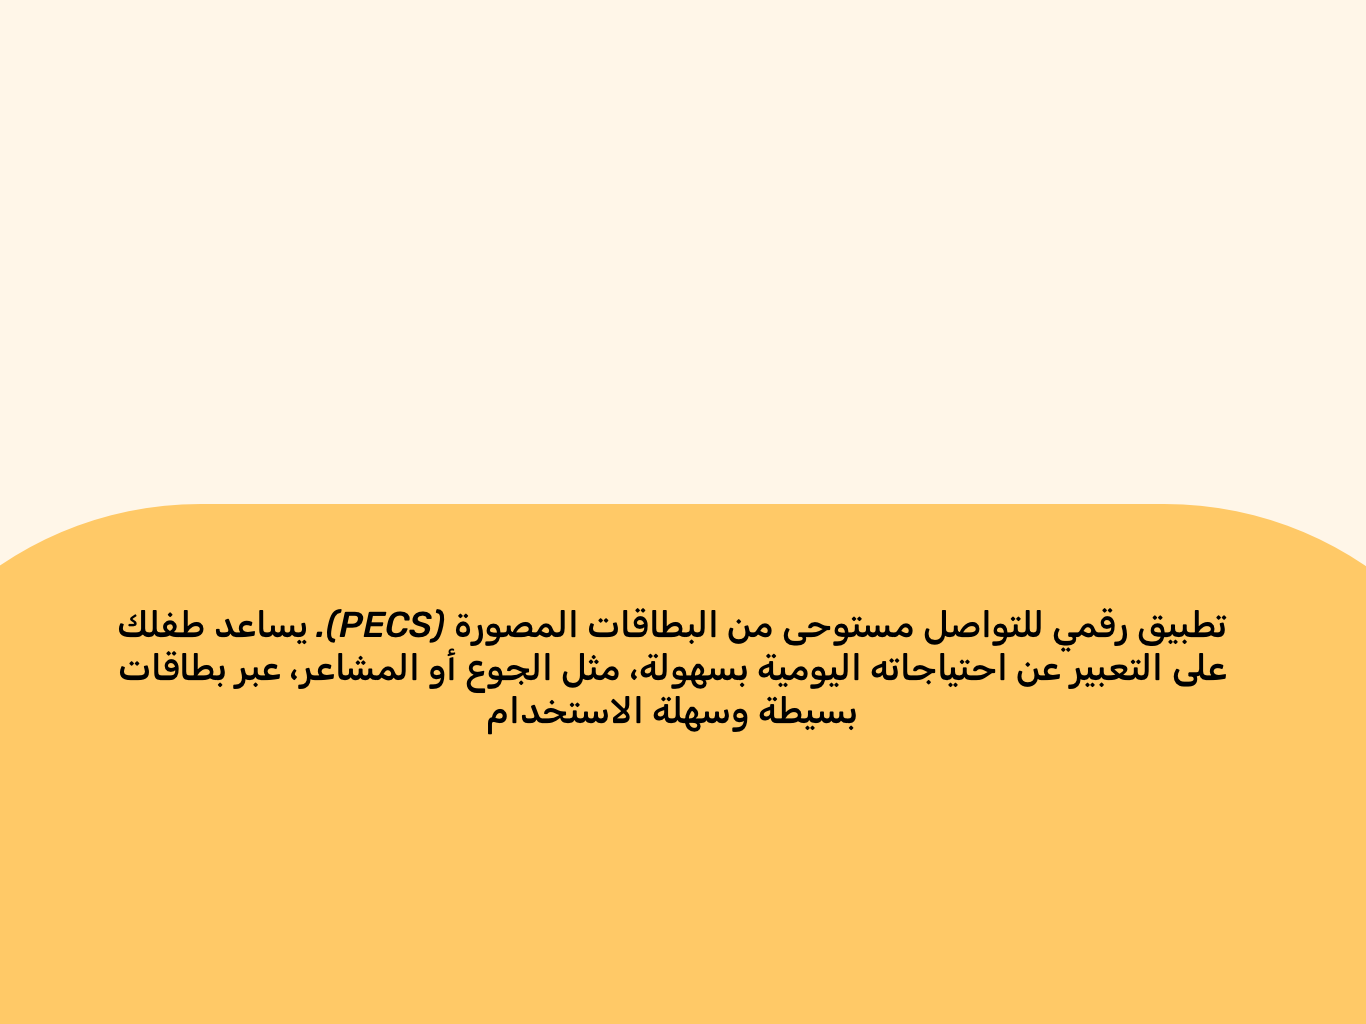 تطبيق رقمي للتواصل مستوحى من البطاقات المصورة (PECS). يساعد طفلك
على التعبير عن احتياجاته اليومية بسهولة، مثل الجوع أو المشاعر، عبر بطاقات
بسيطة وسهلة الاستخدام